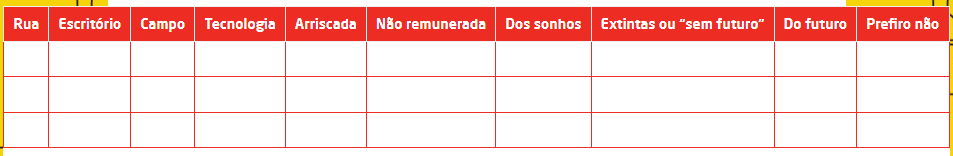 Rua Escritório Campo Tecnologia Arriscada Não remunerada Dos sonhos Extintas ou “sem futuro” Do futuro Prefiro não